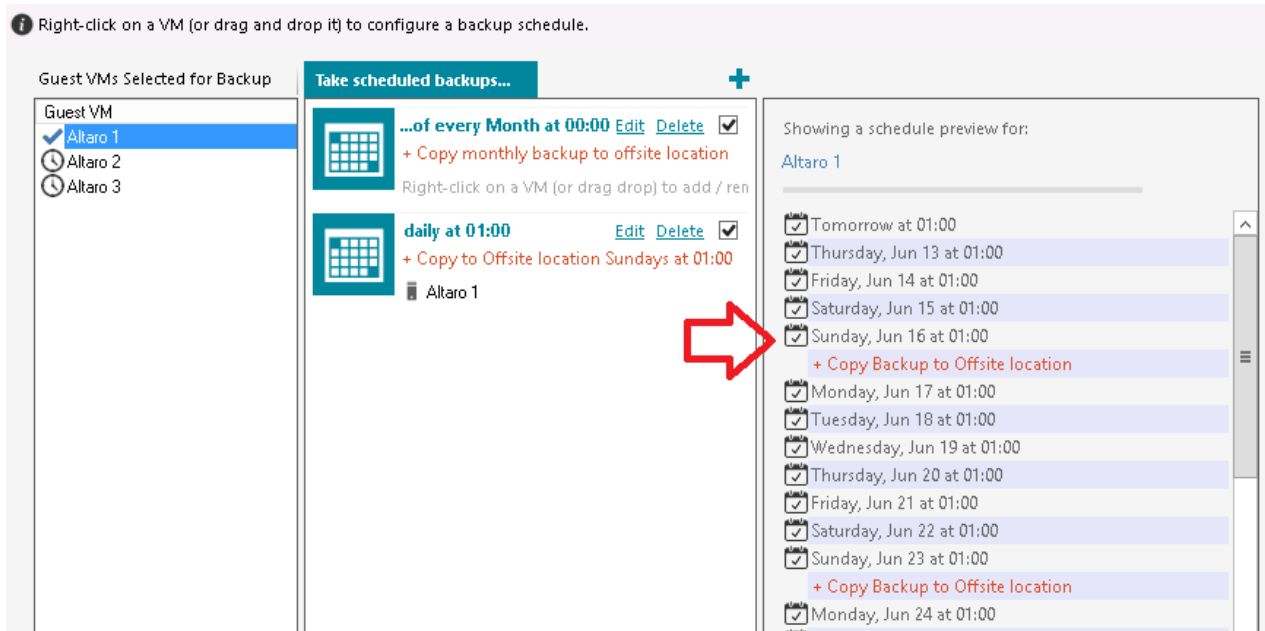 Right-click on a VM (or drag and drop it) to configure a backup schedule.
Guest VMs Selected for Backup
Guest VM
Altaro 1
Altaro 2
Altaro 3
Take scheduled backups...
...of every Month at 00:00 Edit Delete
+ Copy monthly backup to offsite location
Right-click on a VM (or drag drop) to add / ren
daily at 01:00 Edit Delete
+ Copy to Offsite location Sundays at 01:00
Altaro 1
Showing a schedule preview for:
Altaro 1
Tomorrow at 01:00
Thursday, Jun 13 at 01:00
Friday, Jun 14 at 01:00
Saturday, Jun 15 at 01:00
Sunday, Jun 16 at 01:00
+ Copy Backup to Offsite location
Monday, Jun 17 at 01:00
Tuesday, Jun 18 at 01:00
Wednesday, Jun 19 at 01:00
Thursday, Jun 20 at 01:00
Friday, Jun 21 at 01:00
Saturday, Jun 22 at 01:00
Sunday, Jun 23 at 01:00
+ Copy Backup to Offsite location
Monday, Jun 24 at 01:00